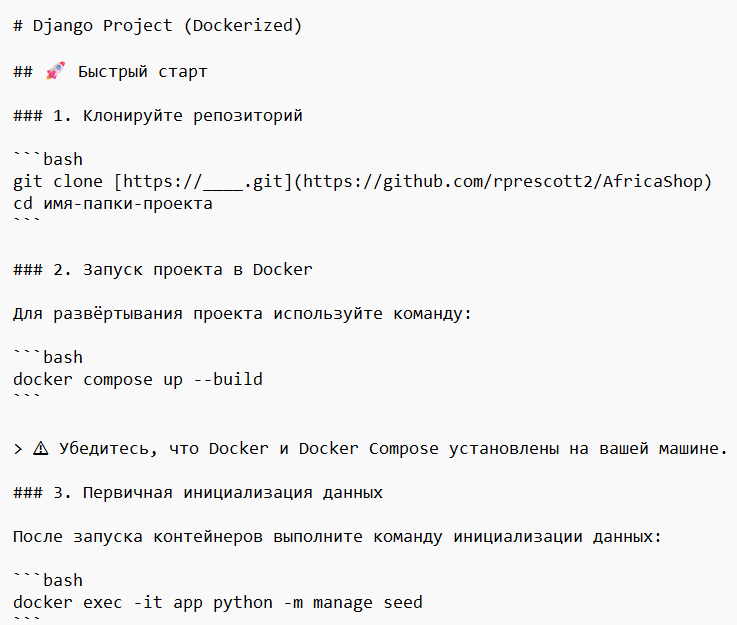 # Django Project (Dockerized)
## 🚀 Быстрый старт
### 1. Клонируйте репозиторий
```bash
git clone [https://____.git](https://github.com/rprescott2/AfricaShop)
cd имя-папки-проекта
```
### 2. Запуск проекта в Docker
Для развёртывания проекта используйте команду:
```bash
docker compose up --build
```
> ⚠ Убедитесь, что Docker и Docker Compose установлены на вашей машине.
### 3. Первичная инициализация данных
После запуска контейнеров выполните команду инициализации данных:
```bash
docker exec -it app python -m manage seed
```